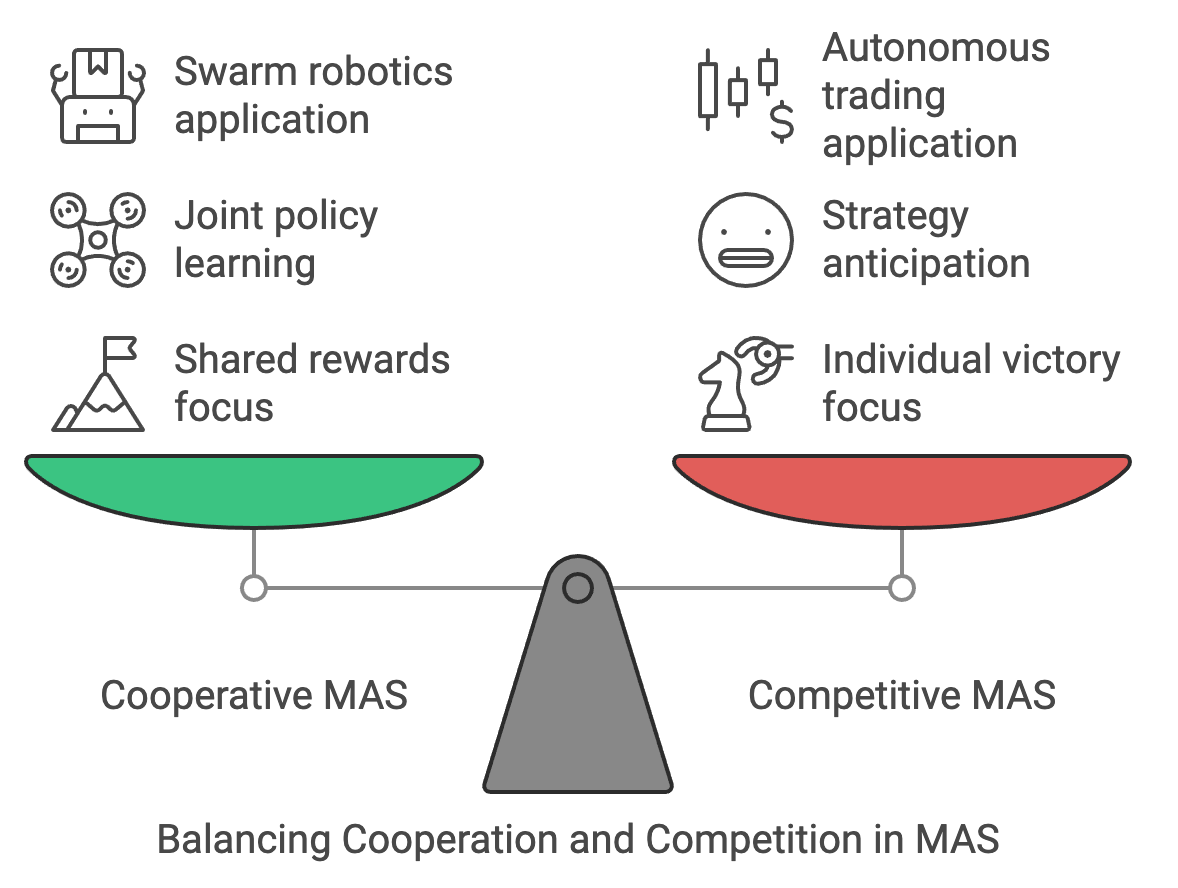 Swarm robotics
application
Autonomous
trading
application
Joint policy
learning
Strategy
anticipation
Shared rewards
focus
Individual victory
focus
Cooperative MAS
Competitive MAS
Balancing Cooperation and Competition in MAS